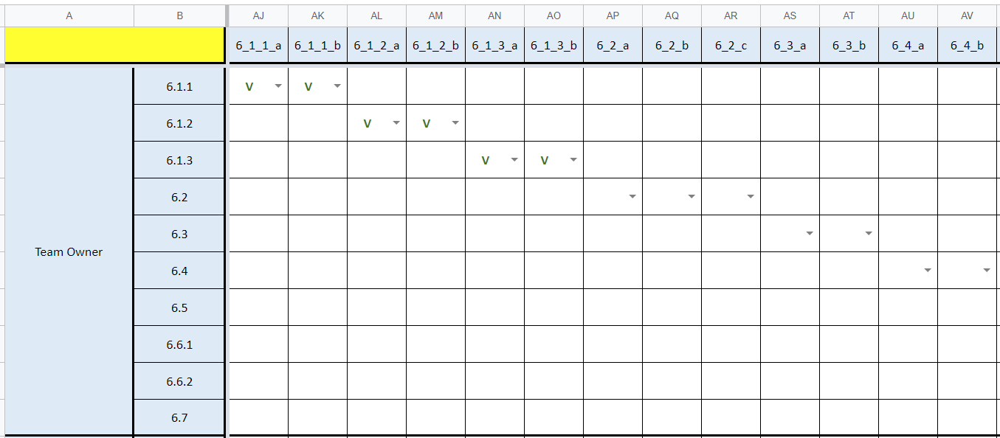 A B AJ AK AL AM AN AO AP AQ AR AS AT AU AV
6_1_1_a 6_1_1_b 6_1_2_a 6_1_2_b 6_1_3_a 6_1_3_b 6_2_a 6_2_b 6_2_c 6_3_a 6_3_b 6_4_a 6_4_b
6.1.1 V V
6.1.2 V V
6.1.3 V V
6.2
6.3
Team Owner
6.4
6.5
6.6.1
6.6.2
6.7